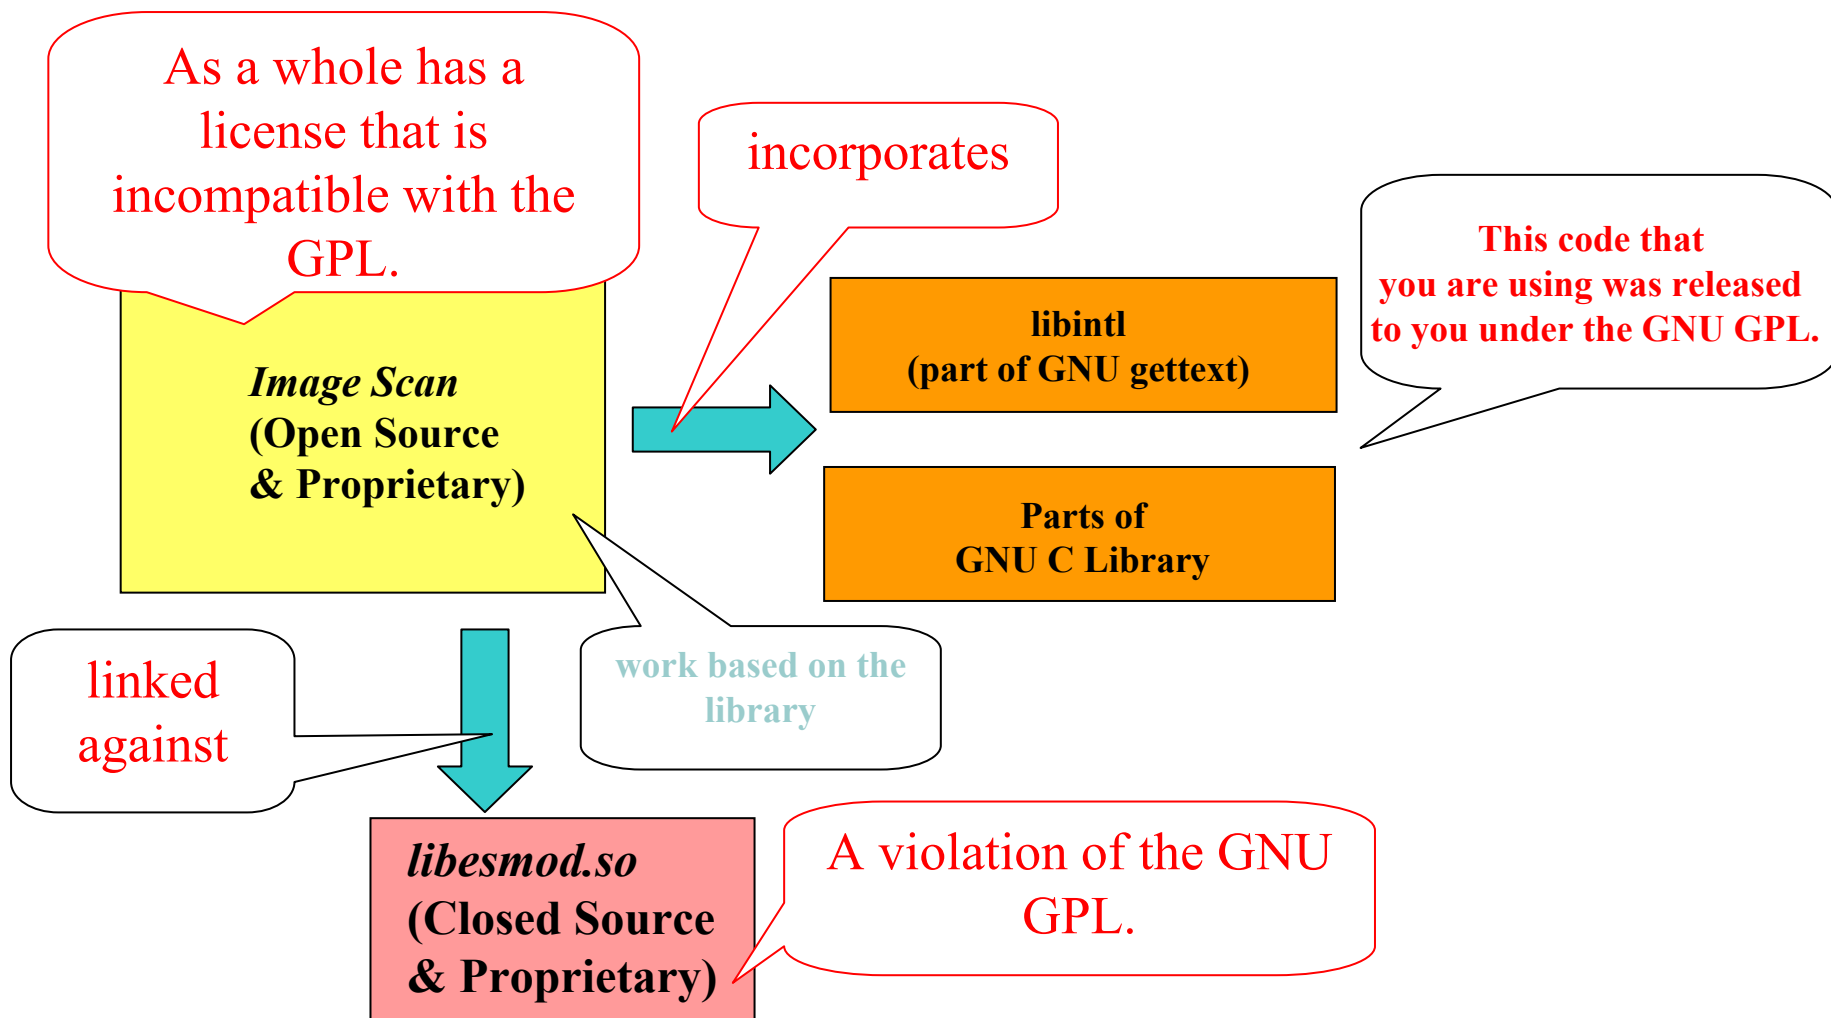 As a whole has a
license that is
incompatible with the
GPL.
incorporates
This code that
you are using was released
to you under the GNU GPL.
libintl
(part of GNU gettext)
Image Scan
(Open Source
& Proprietary)
Parts of
GNU C Library
work based on the
library
linked
against
libesmod.so
(Closed Source
& Proprietary)
A violation of the GNU
GPL.